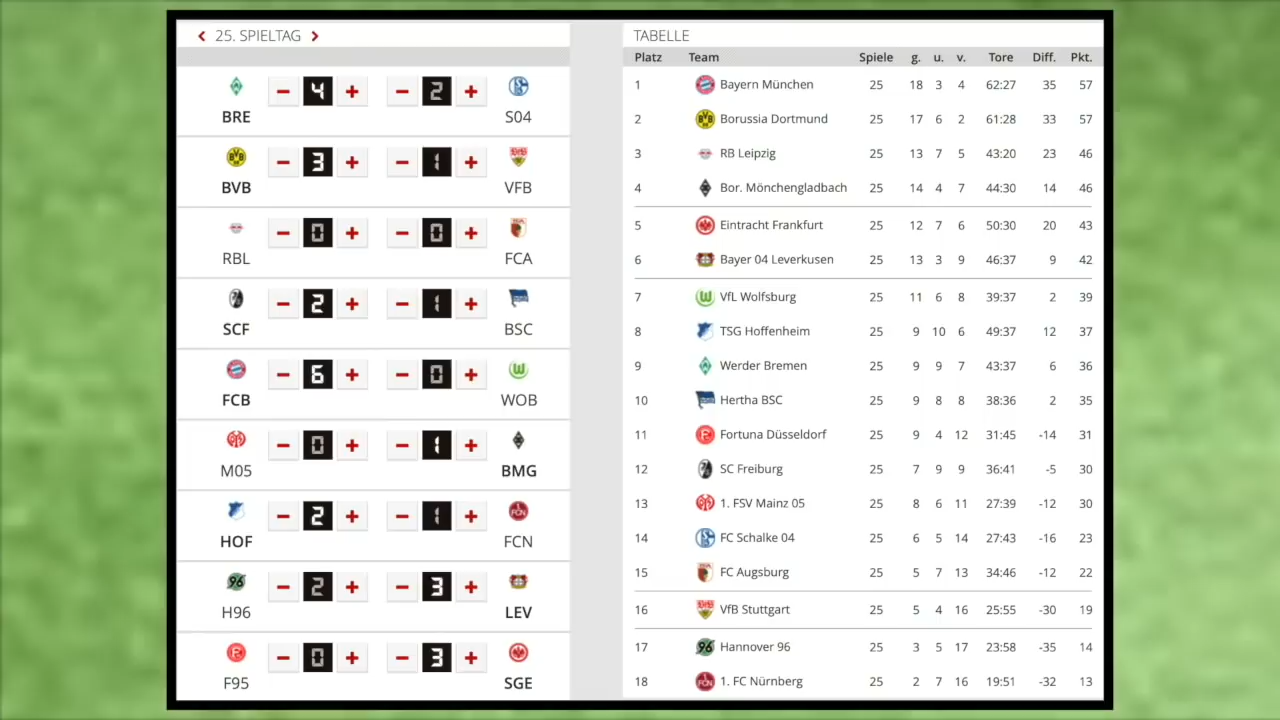 25. SPIELTAG
BRE − 4 + − 2 + S04
BVB − 3 + − 1 + VFB
RBL − 0 + − 0 + FCA
SCF − 2 + − 1 + BSC
FCB − 6 + − 0 + WOB
M05 − 0 + − 1 + BMG
HOF − 2 + − 1 + FCN
H96 − 2 + − 3 + LEV
F95 − 0 + − 3 + SGE
TABELLE
Platz Team Spiele g. u. v. Tore Diff. Pkt.
1 Bayern München 25 18 3 4 62:27 35 57
2 Borussia Dortmund 25 17 6 2 61:28 33 57
3 RB Leipzig 25 13 7 5 43:20 23 46
4 Bor. Mönchengladbach 25 14 4 7 44:30 14 46
5 Eintracht Frankfurt 25 12 7 6 50:30 20 43
6 Bayer 04 Leverkusen 25 13 3 9 46:37 9 42
7 VfL Wolfsburg 25 11 6 8 39:37 2 39
8 TSG Hoffenheim 25 9 10 6 49:37 12 37
9 Werder Bremen 25 9 9 7 43:37 6 36
10 Hertha BSC 25 9 8 8 38:36 2 35
11 Fortuna Düsseldorf 25 9 4 12 31:45 -14 31
12 SC Freiburg 25 7 9 9 36:41 -5 30
13 1. FSV Mainz 05 25 8 6 11 27:39 -12 30
14 FC Schalke 04 25 6 5 14 27:43 -16 23
15 FC Augsburg 25 5 7 13 34:46 -12 22
16 VfB Stuttgart 25 5 4 16 25:55 -30 19
17 Hannover 96 25 3 5 17 23:58 -35 14
18 1. FC Nürnberg 25 2 7 16 19:51 -32 13